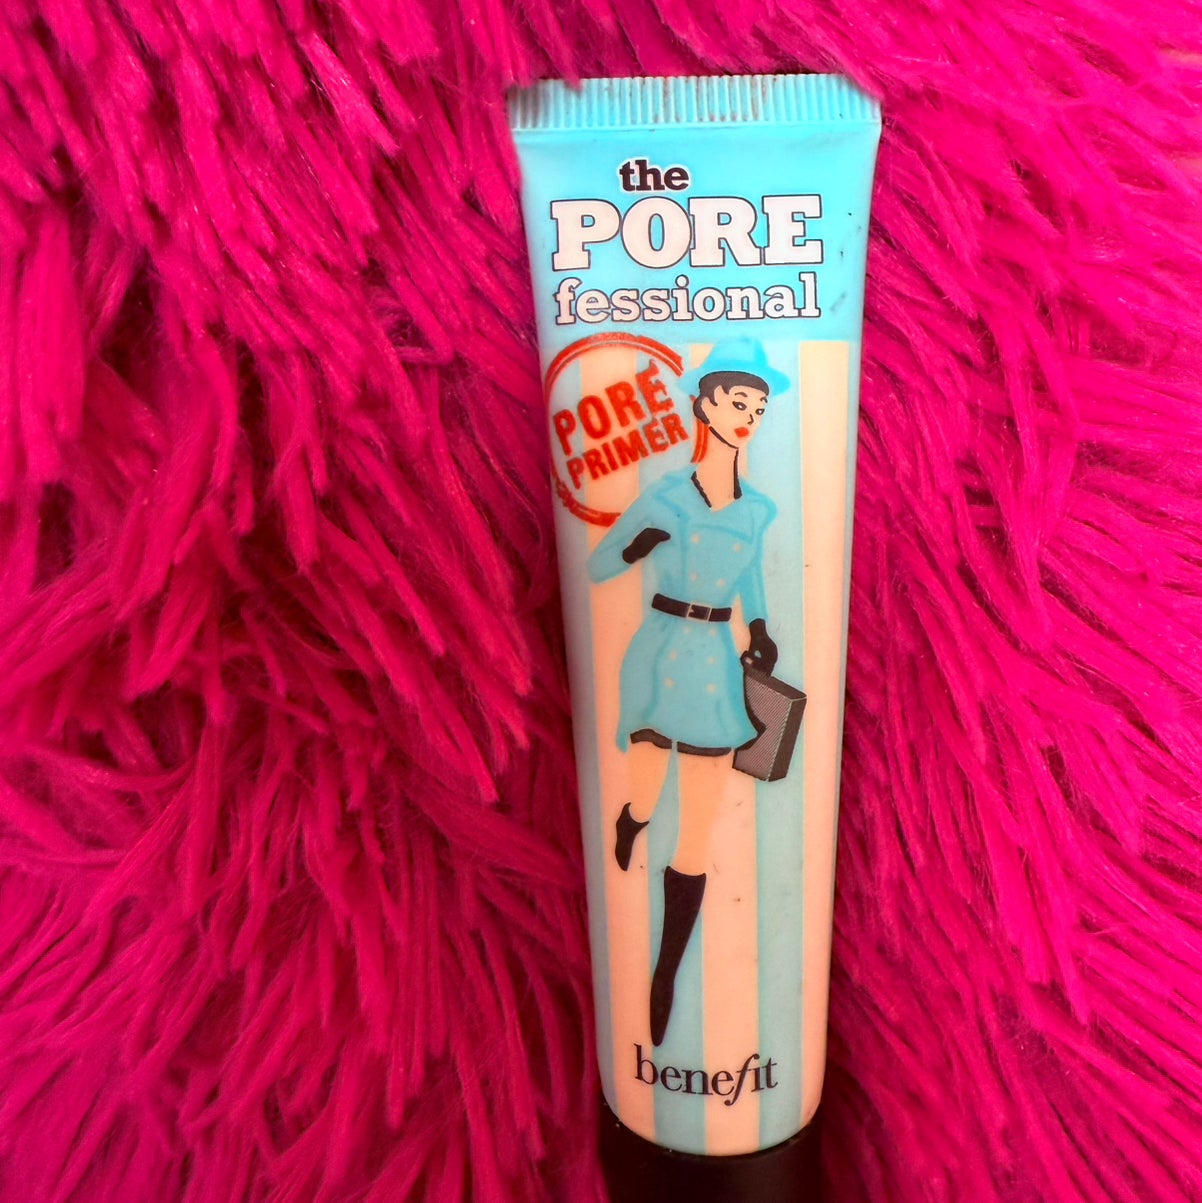 the
PORE
fessional
PORE
PRIMER
benefit